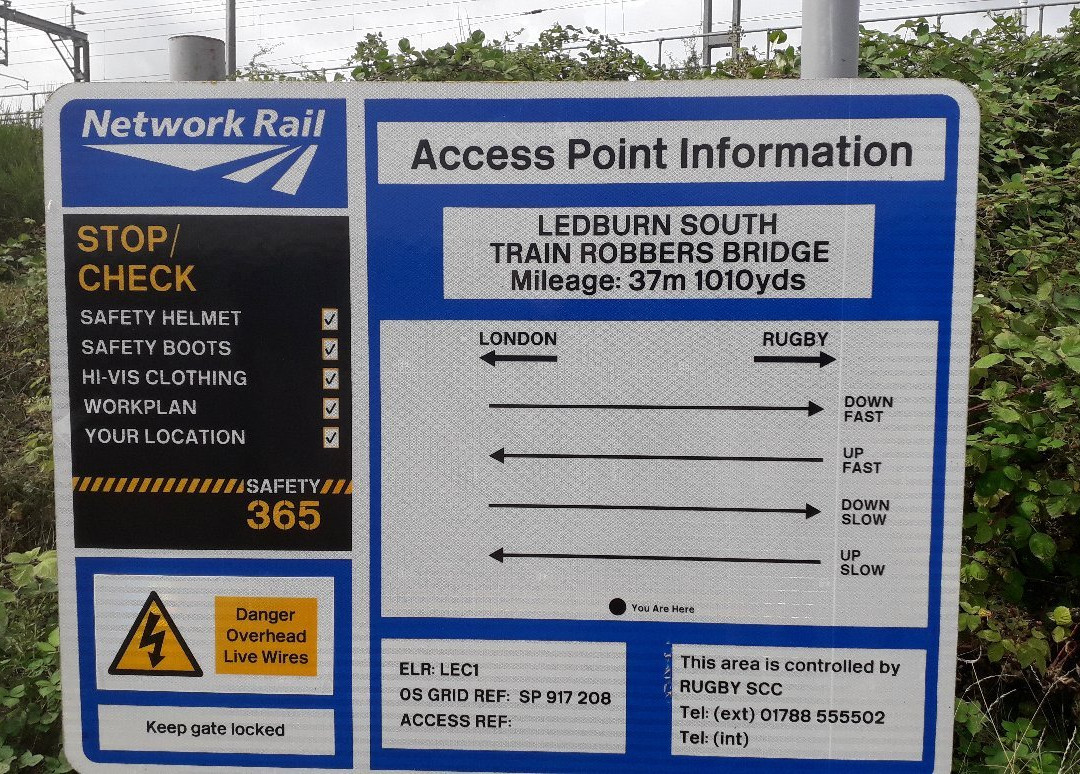 Network Rail
STOP/
CHECK
SAFETY HELMET
SAFETY BOOTS
HI-VIS CLOTHING
WORKPLAN
YOUR LOCATION
SAFETY
365
Danger
Overhead
Live Wires
Keep gate locked
Access Point Information
LEDBURN SOUTH
TRAIN ROBBERS BRIDGE
Mileage: 37m 1010yds
LONDON RUGBY
DOWN
FAST
UP
FAST
DOWN
SLOW
UP
SLOW
You Are Here
ELR: LEC1
OS GRID REF: SP 917 208
ACCESS REF:
This area is controlled by
RUGBY SCC
Tel: (ext) 01788 555502
Tel: (int)